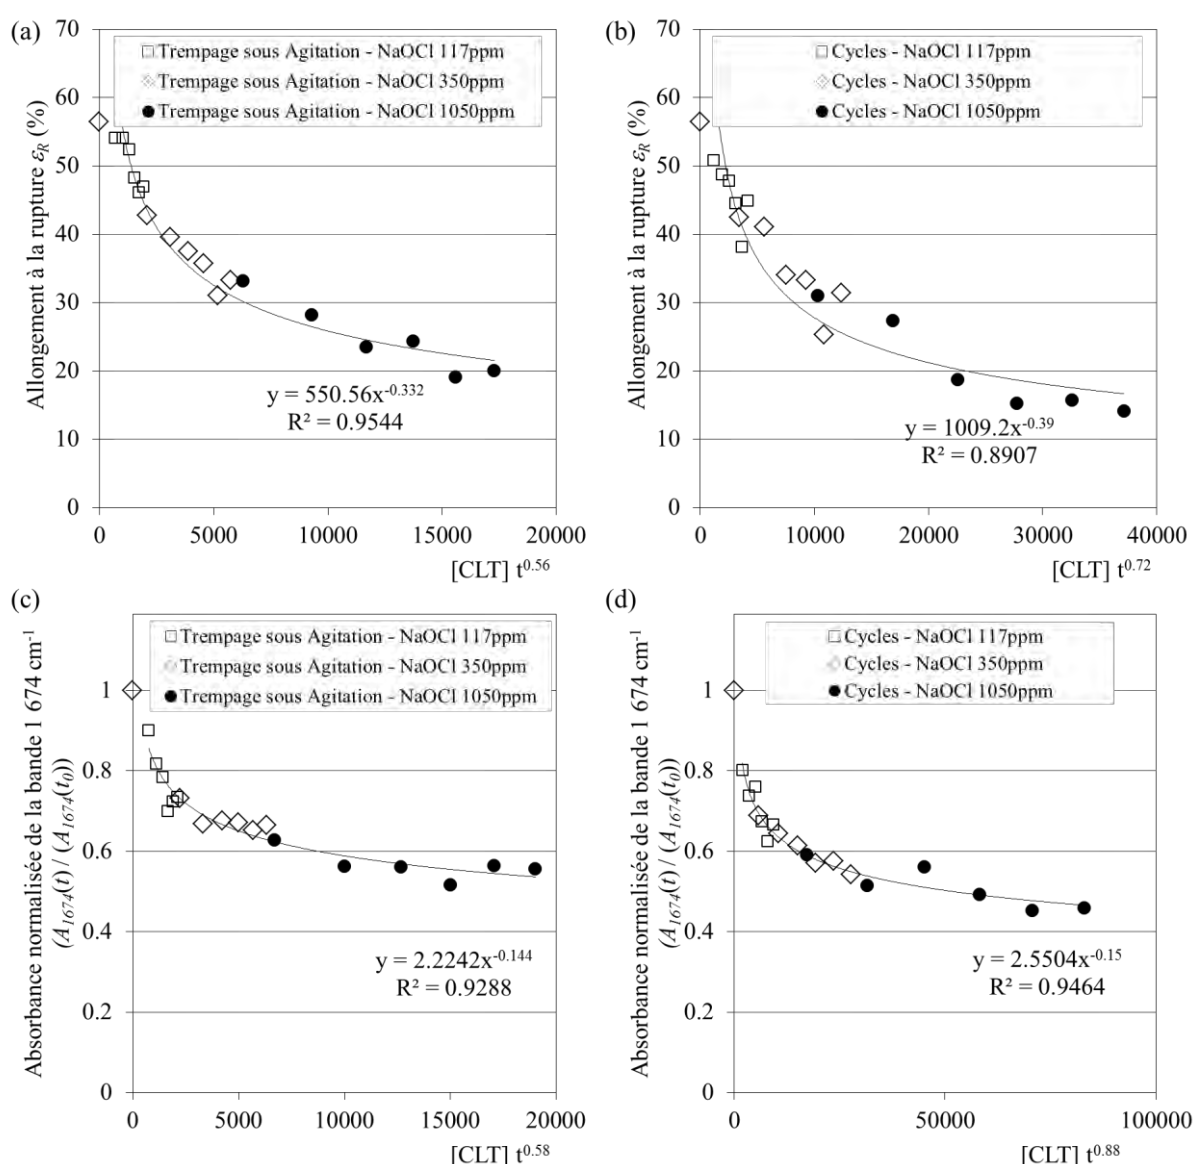 (a)
Trempage sous Agitation - NaOCl 117ppm
Trempage sous Agitation - NaOCl 350ppm
Trempage sous Agitation - NaOCl 1050ppm
Allongement à la rupture εR (%)
70
60
50
40
30
20
10
0
y = 550.56x^-0.332
R² = 0.9544
0 5000 10000 15000 20000
[CLT] t^0.56
(b)
Cycles - NaOCl 117ppm
Cycles - NaOCl 350ppm
Cycles - NaOCl 1050ppm
Allongement à la rupture εR (%)
70
60
50
40
30
20
10
0
y = 1009.2x^-0.39
R² = 0.8907
0 10000 20000 30000 40000
[CLT] t^0.72
(c)
Trempage sous Agitation - NaOCl 117ppm
Trempage sous Agitation - NaOCl 350ppm
Trempage sous Agitation - NaOCl 1050ppm
Absorbance normalisée de la bande 1 674 cm^-1
(A1674(t) / (A1674(t0))
1
0.8
0.6
0.4
0.2
0
y = 2.2242x^-0.144
R² = 0.9288
0 5000 10000 15000 20000
[CLT] t^0.58
(d)
Cycles - NaOCl 117ppm
Cycles - NaOCl 350ppm
Cycles - NaOCl 1050ppm
Absorbance normalisée de la bande 1 674 cm^-1
(A1674(t) / (A1674(t0))
1
0.8
0.6
0.4
0.2
0
y = 2.5504x^-0.15
R² = 0.9464
0 50000 100000
[CLT] t^0.88